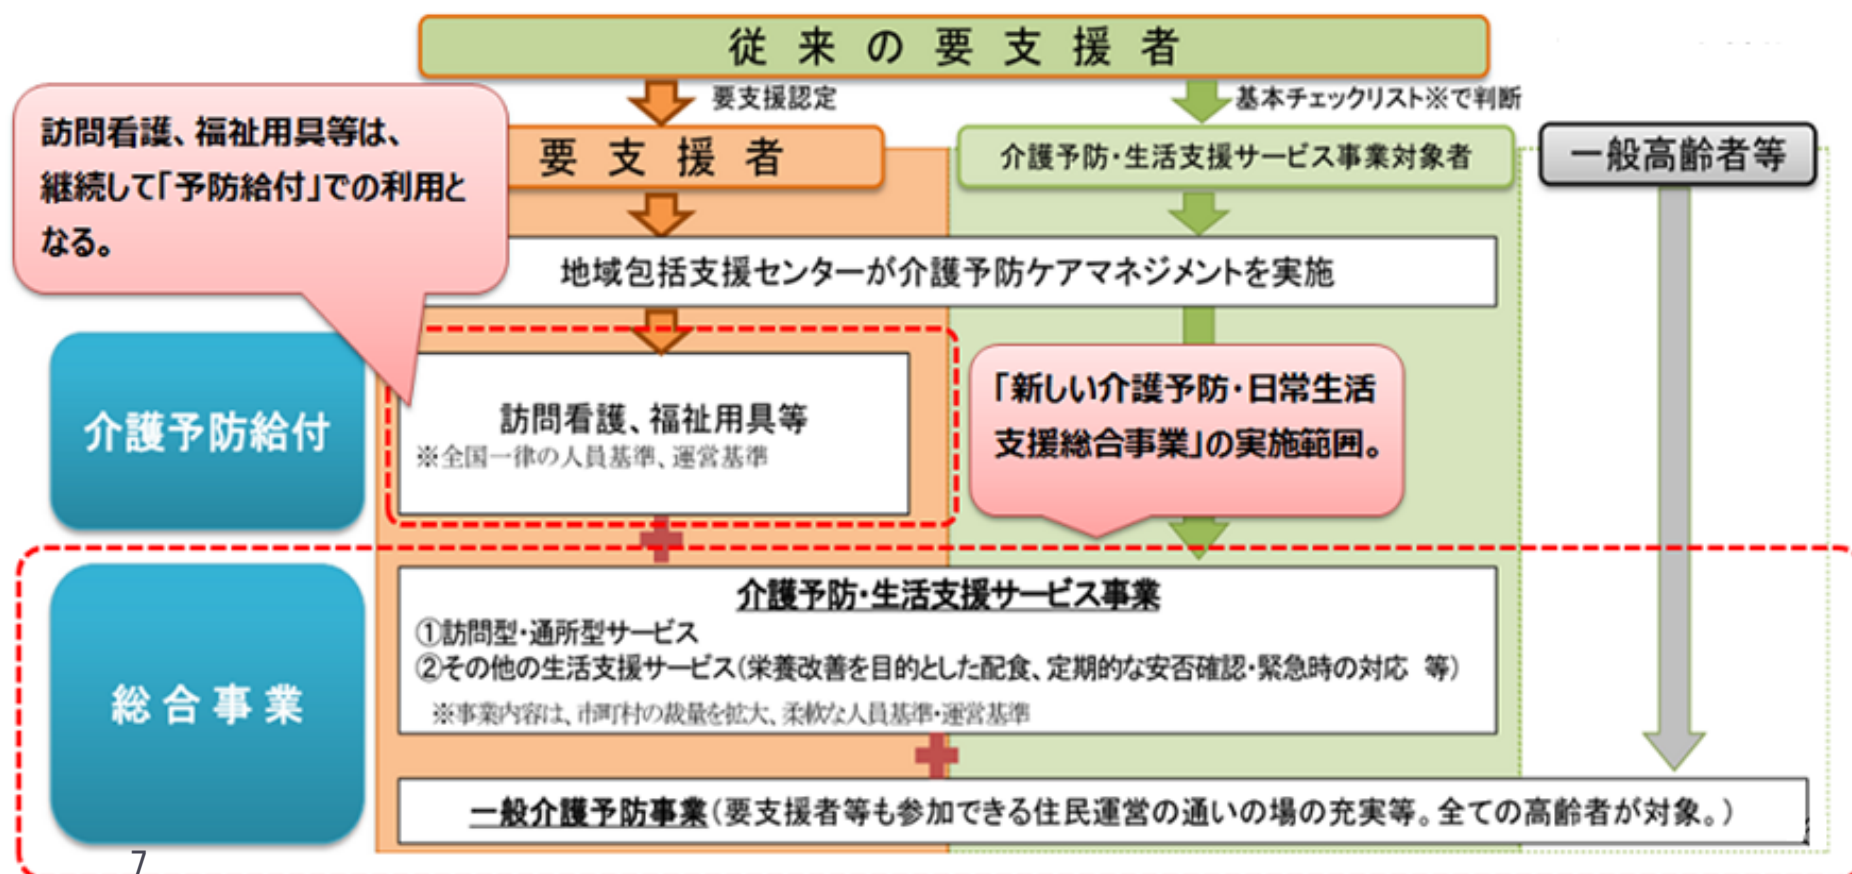 従来の要支援者
要支援認定
基本チェックリスト※で判断
訪問看護、福祉用具等は、
継続して「予防給付」での利用と
なる。
要支援者
介護予防・生活支援サービス事業対象者
一般高齢者等
地域包括支援センターが介護予防ケアマネジメントを実施
介護予防給付
訪問看護、福祉用具等
※全国一律の人員基準、運営基準
「新しい介護予防・日常生活
支援総合事業」の実施範囲。
総合事業
介護予防・生活支援サービス事業
①訪問型・通所型サービス
②その他の生活支援サービス（栄養改善を目的とした配食、定期的な安否確認・緊急時の対応 等）
※事業内容は、市町村の裁量を拡大、柔軟な人員基準・運営基準
一般介護予防事業（要支援者等も参加できる住民運営の通いの場の充実等。全ての高齢者が対象。）
7